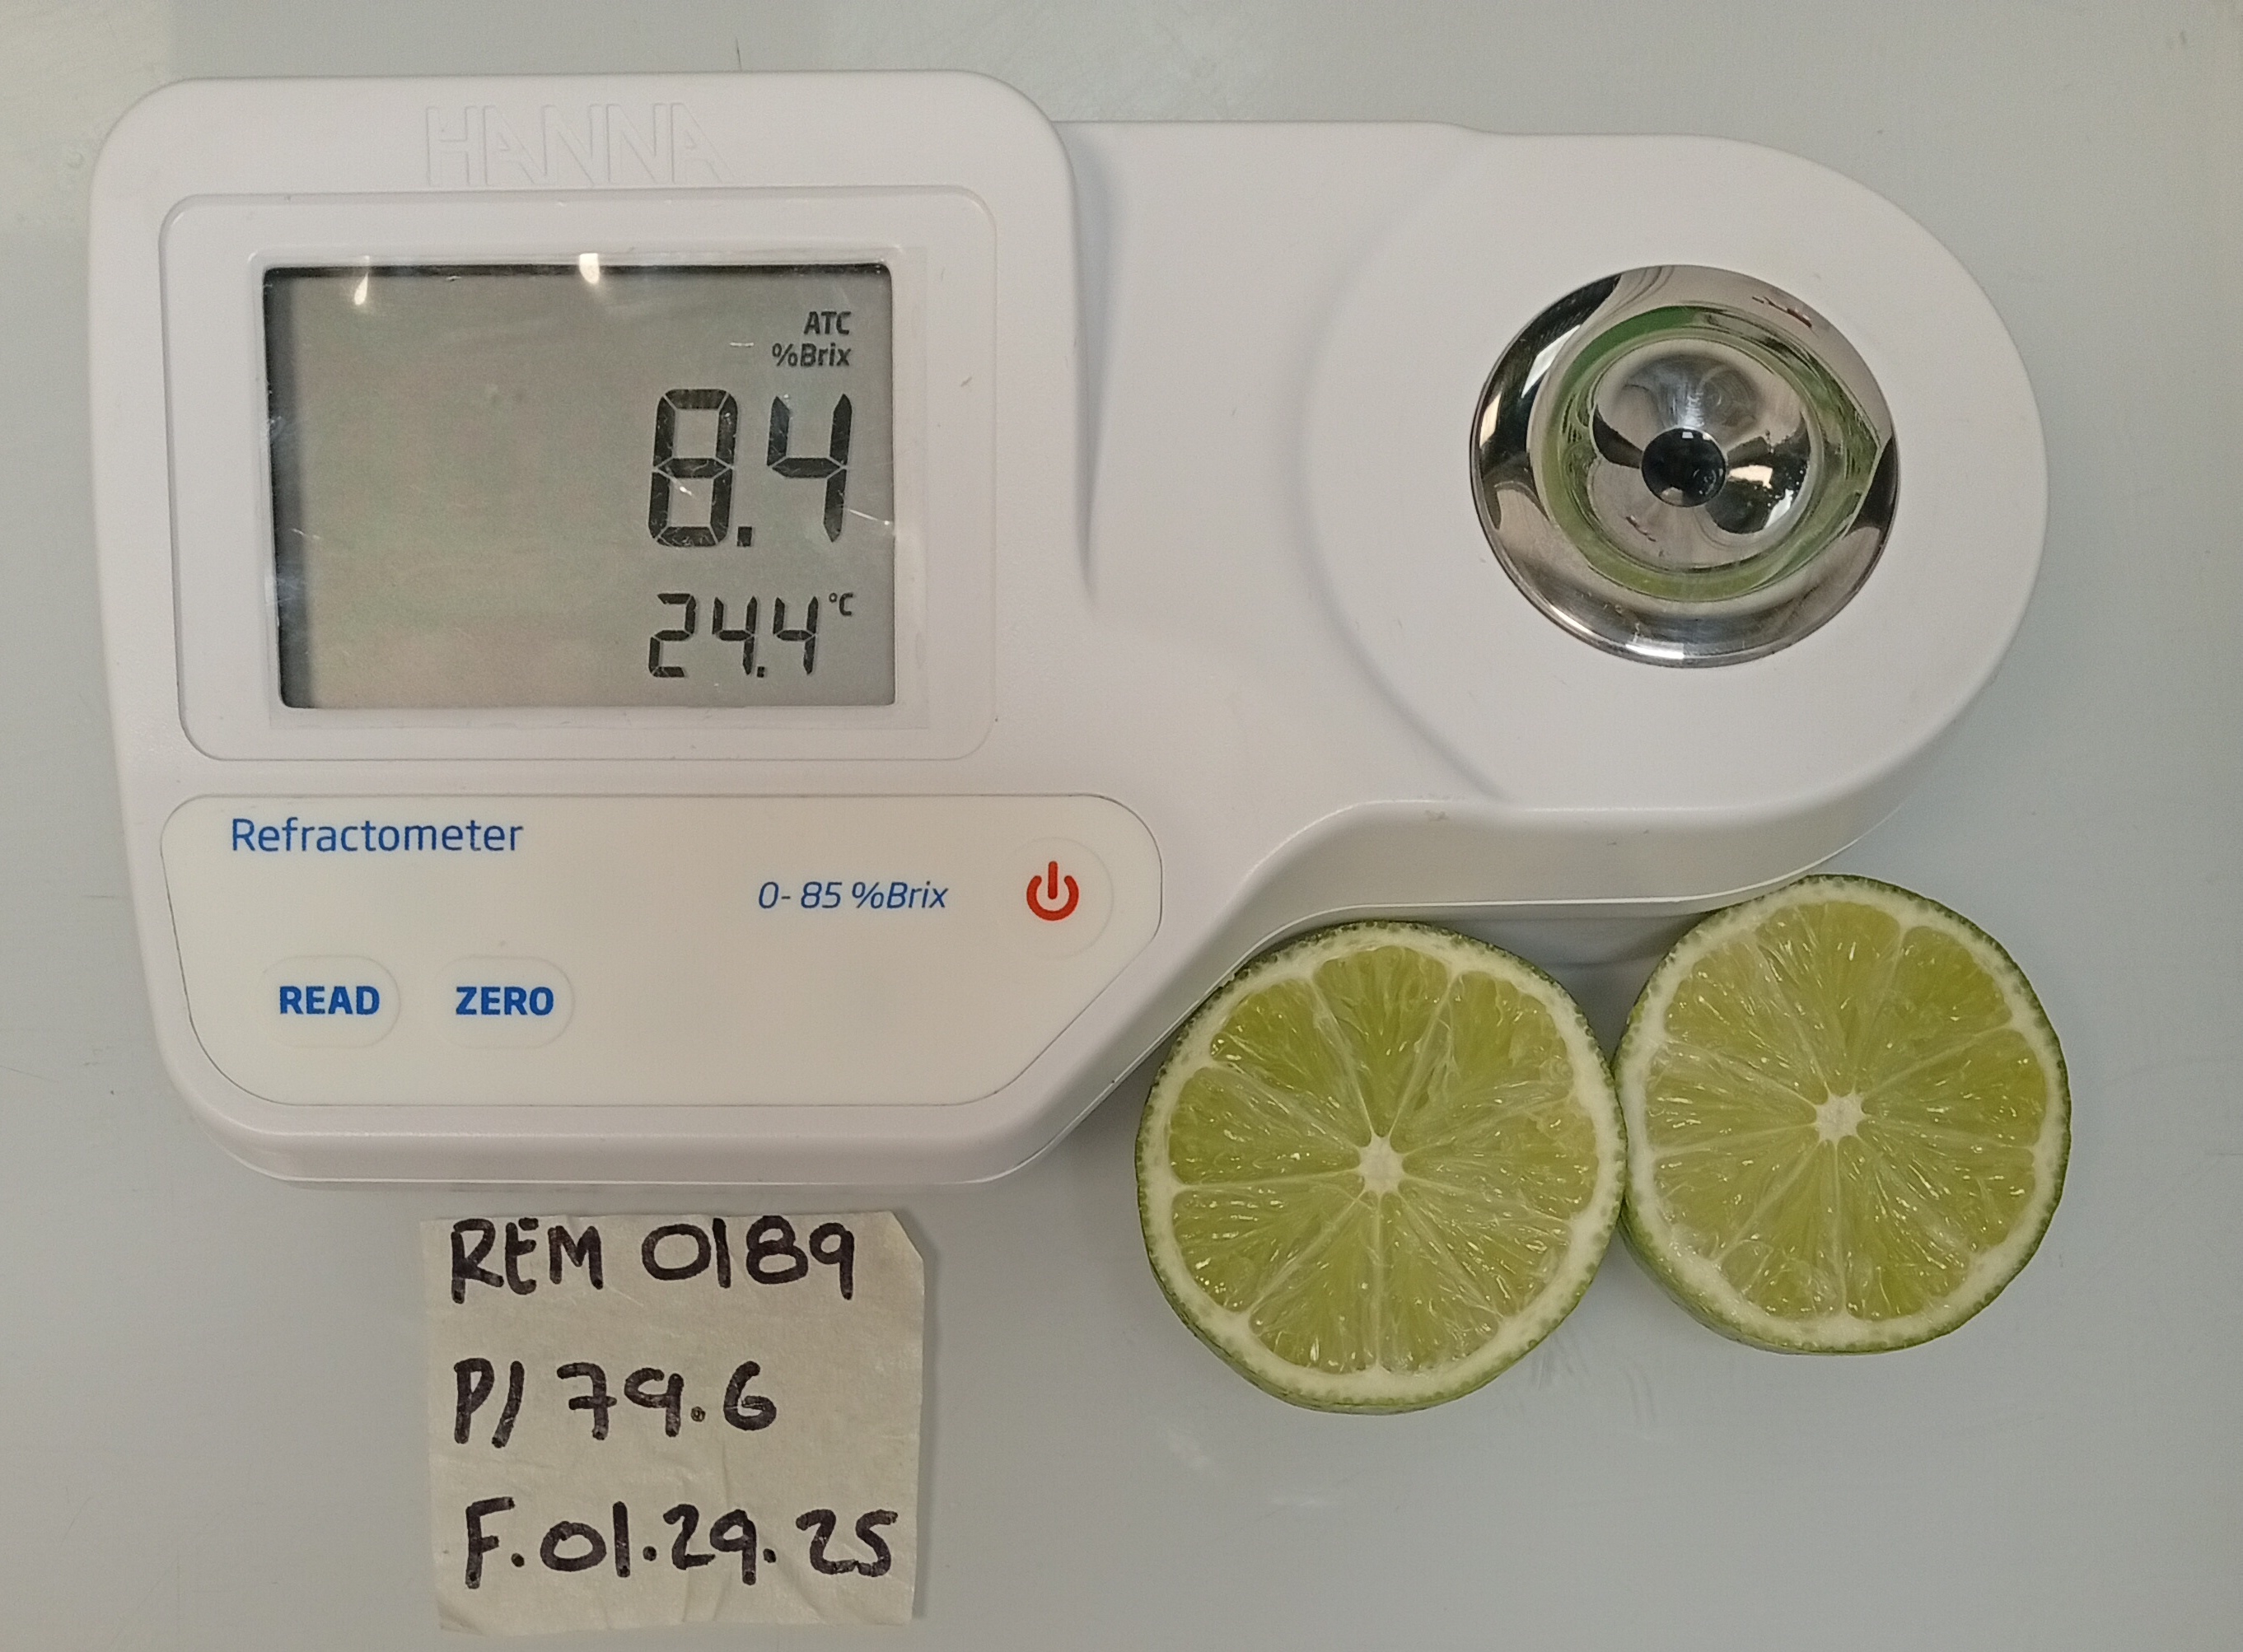 HANNA
ATC
%Brix
8.4
24.4°C
Refractometer
0-85 %Brix
READ ZERO
REM 0189
P/ 79.6
F.01.29.25